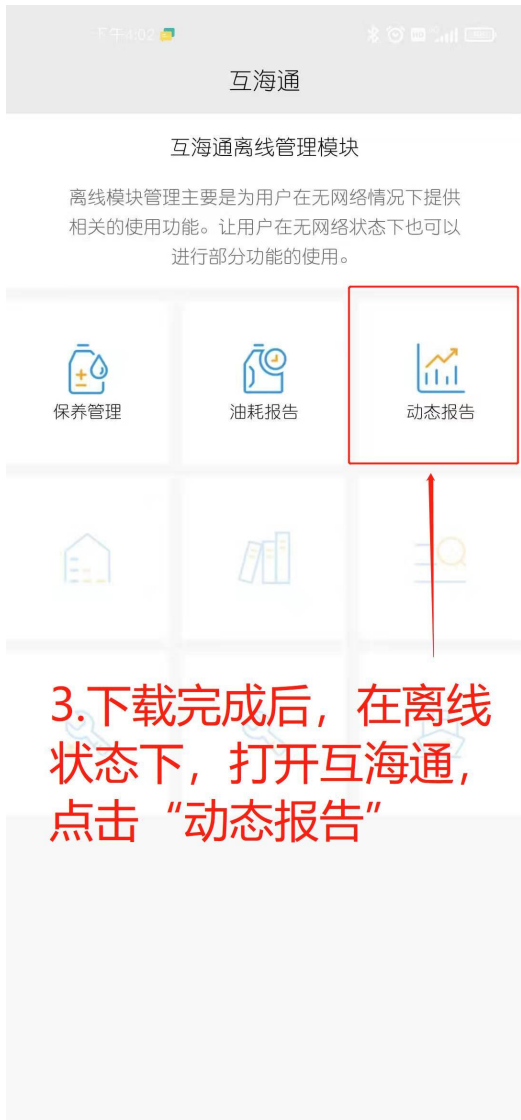 下午4:02
互海通
互海通离线管理模块
离线模块管理主要是为用户在无网络情况下提供
相关的使用功能。让用户在无网络状态下也可以
进行部分功能的使用。
保养管理
油耗报告
动态报告
3.下载完成后，在离线
状态下，打开互海通，
点击“动态报告”